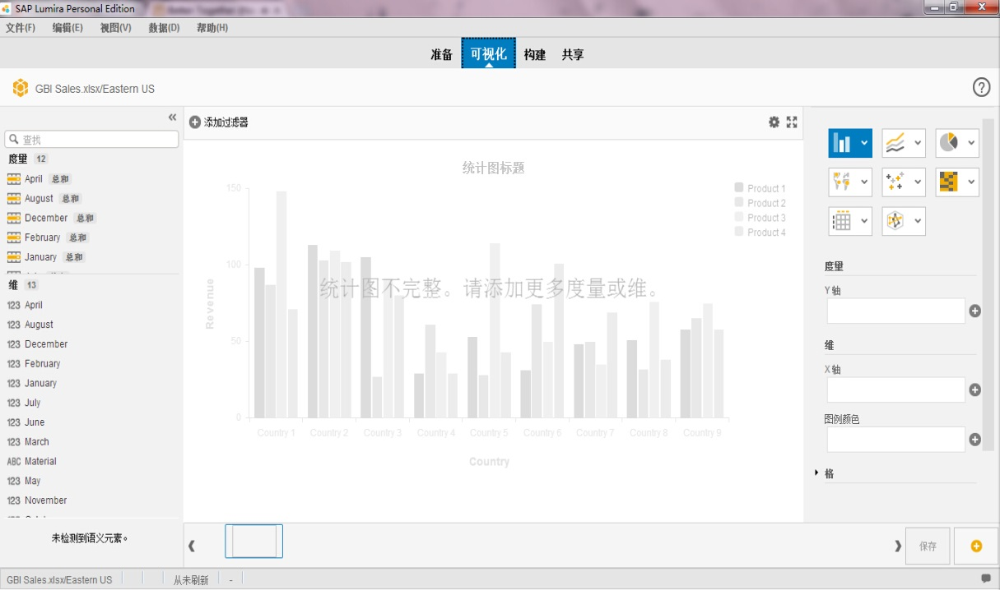 SAP Lumira Personal Edition
文件(F) 编辑(E) 视图(V) 数据(D) 帮助(H)
准备 可视化 构建 共享
GBI Sales.xlsx/Eastern US
?
«
查找
度量 12
April 总和
August 总和
December 总和
February 总和
January 总和
维 13
123 April
123 August
123 December
123 February
123 January
123 July
123 June
123 March
ABC Material
123 May
123 November
未检测到语义元素。
添加过滤器
统计图标题
150
100
50
0
Revenue
统计图不完整。请添加更多度量或维。
Product 1
Product 2
Product 3
Product 4
Country 1 Country 2 Country 3 Country 4 Country 5 Country 6 Country 7 Country 8 Country 9
Country
度量
Y 轴
维
X 轴
图例颜色
格
保存
GBI Sales.xlsx/Eastern US 从未刷新 -